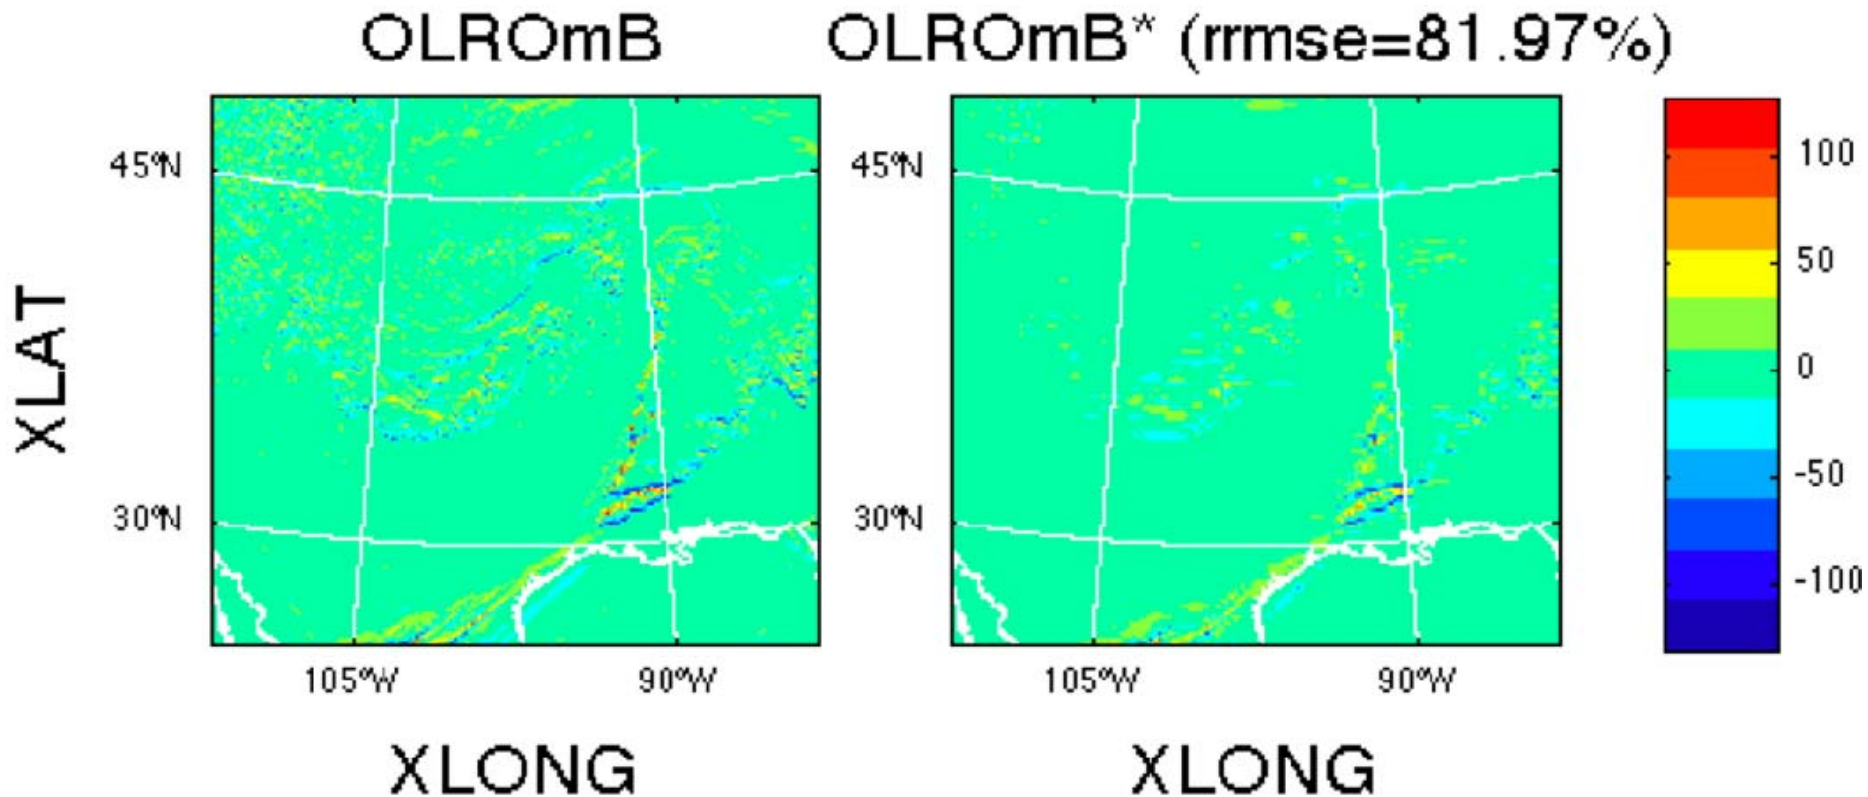 OLROmB OLROmB* (rrmse=81.97%)
XLAT
45°N
30°N
45°N
30°N
105°W 90°W
105°W 90°W
XLONG XLONG
100
50
0
-50
-100